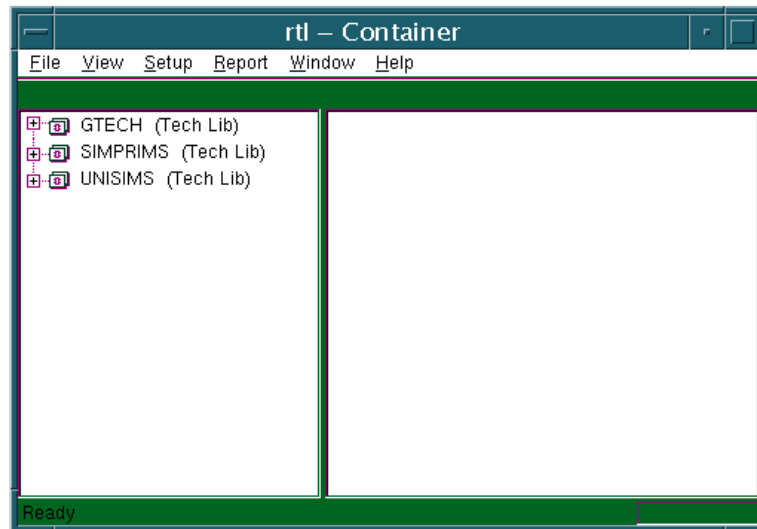 rtl – Container
File View Setup Report Window Help
GTECH (Tech Lib)
SIMPRIMS (Tech Lib)
UNISIMS (Tech Lib)
Ready